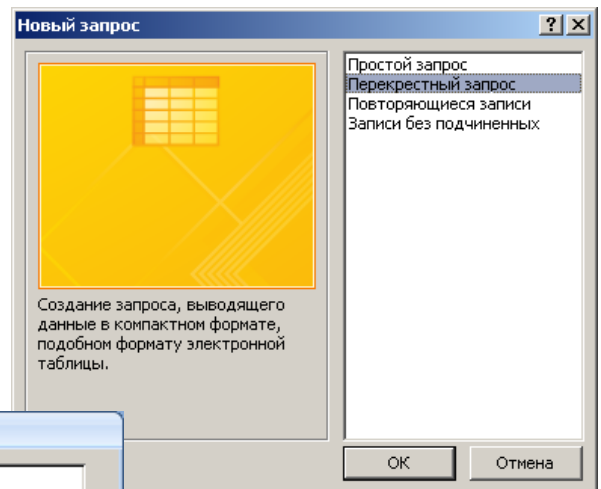 Новый запрос
Простой запрос
Перекрестный запрос
Повторяющиеся записи
Записи без подчиненных
Создание запроса, выводящего
данные в компактном формате,
подобном формату электронной
таблицы.
ОК
Отмена